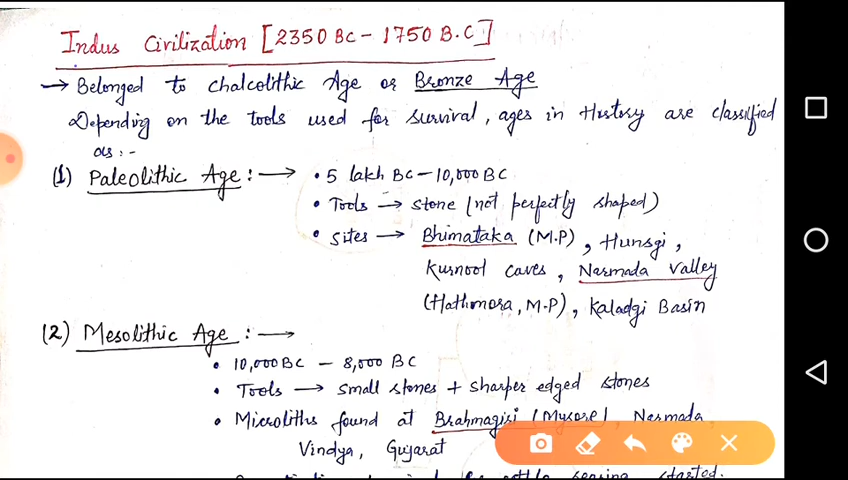 Indus Civilization [2350 BC - 1750 B.C]
→ Belonged to Chalcolithic Age or Bronze Age
Depending on the tools used for survival, ages in History are classified
as :-
(1) Paleolithic Age : → • 5 lakh BC - 10,000 BC
• Tools → stone (not perfectly shaped)
• Sites → Bhimataka (M.P), Hunsgi,
Kurnool caves, Narmada Valley
(Hathnora, M.P), Kaladgi Basin
(2) Mesolithic Age : →
• 10,000 BC - 8,000 BC
• Tools → small stones + sharper edged stones
• Microliths found at Brahmagiri (Mysore), Narmada,
Vindya, Gujarat
started.